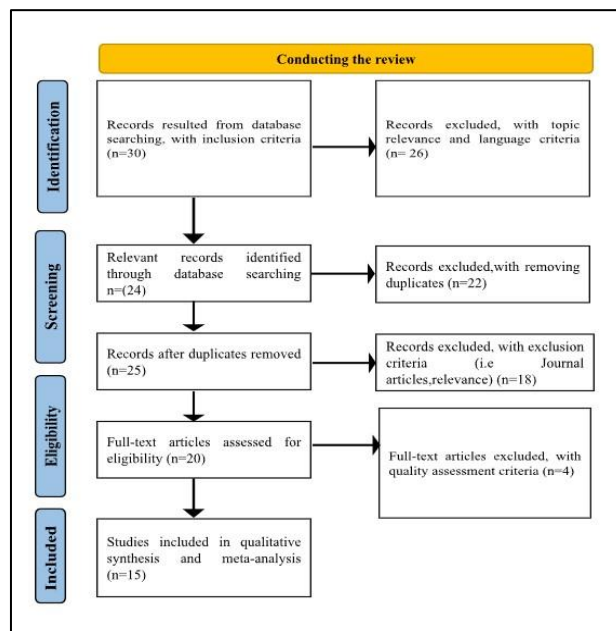 Conducting the review
Identification
Records resulted from database
searching, with inclusion criteria
(n=30)
Records excluded, with topic
relevance and language criteria
(n= 26)
Screening
Relevant records identified
through database searching
n=(24)
Records excluded,with removing
duplicates (n=22)
Records after duplicates removed
(n=25)
Records excluded, with exclusion
criteria (i.e Journal
articles,relevance) (n=18)
Eligibility
Full-text articles assessed for
eligibility (n=20)
Full-text articles excluded, with
quality assessment criteria (n=4)
Included
Studies included in qualitative
synthesis and meta-analysis
(n=15)